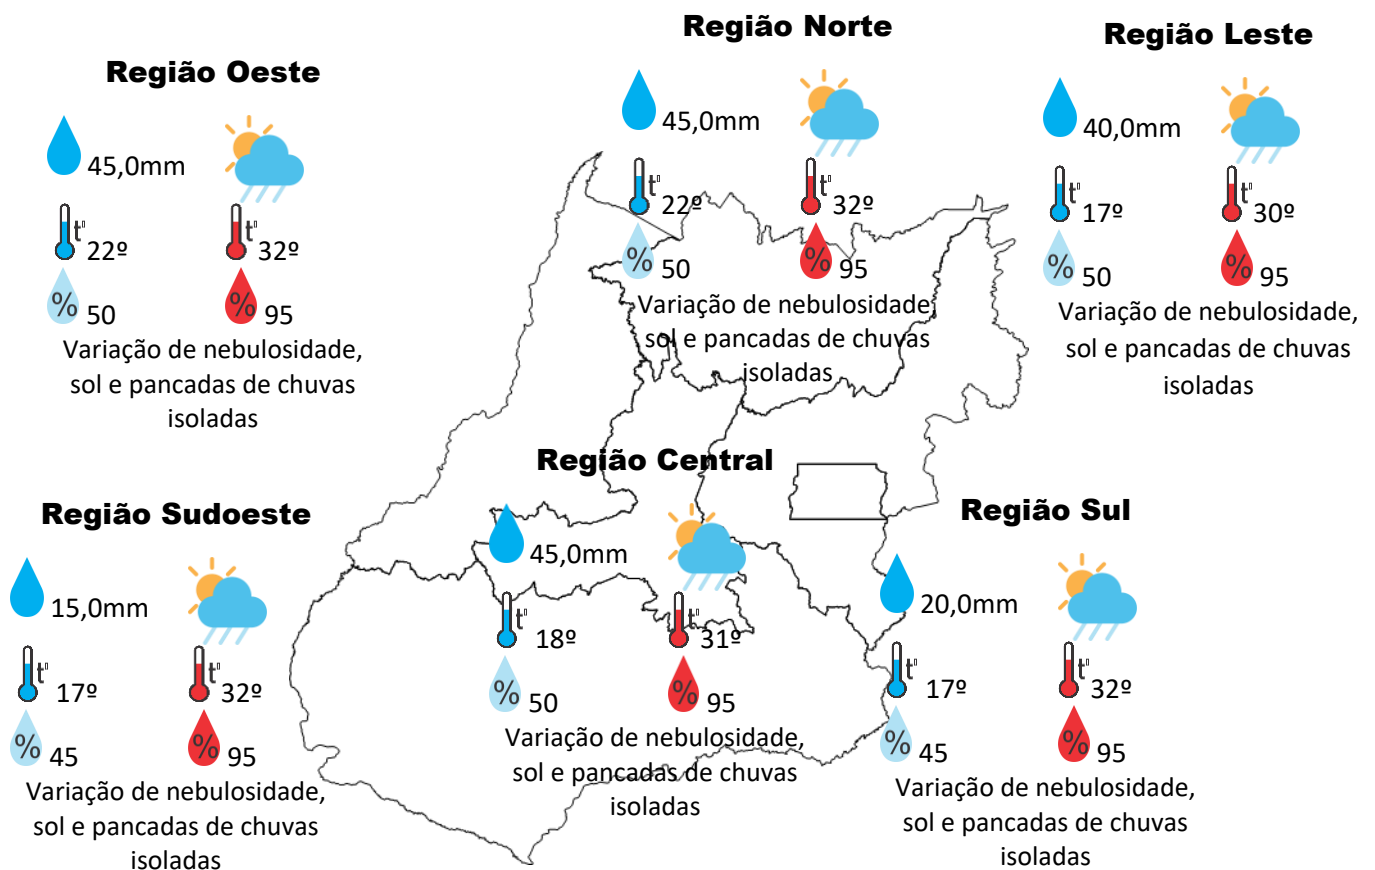 Região Norte
45,0mm
t°
22º
t°
32º
%
50
%
95
Variação de nebulosidade,
sol e pancadas de chuvas
isoladas
Região Leste
40,0mm
t°
17º
t°
30º
%
50
%
95
Variação de nebulosidade,
sol e pancadas de chuvas
isoladas
Região Oeste
45,0mm
t°
22º
t°
32º
%
50
%
95
Variação de nebulosidade,
sol e pancadas de chuvas
isoladas
Região Central
45,0mm
t°
18º
t°
31º
%
50
%
95
Variação de nebulosidade,
sol e pancadas de chuvas
isoladas
Região Sudoeste
15,0mm
t°
17º
t°
32º
%
45
%
95
Variação de nebulosidade,
sol e pancadas de chuvas
isoladas
Região Sul
20,0mm
t°
17º
t°
32º
%
45
%
95
Variação de nebulosidade,
sol e pancadas de chuvas
isoladas